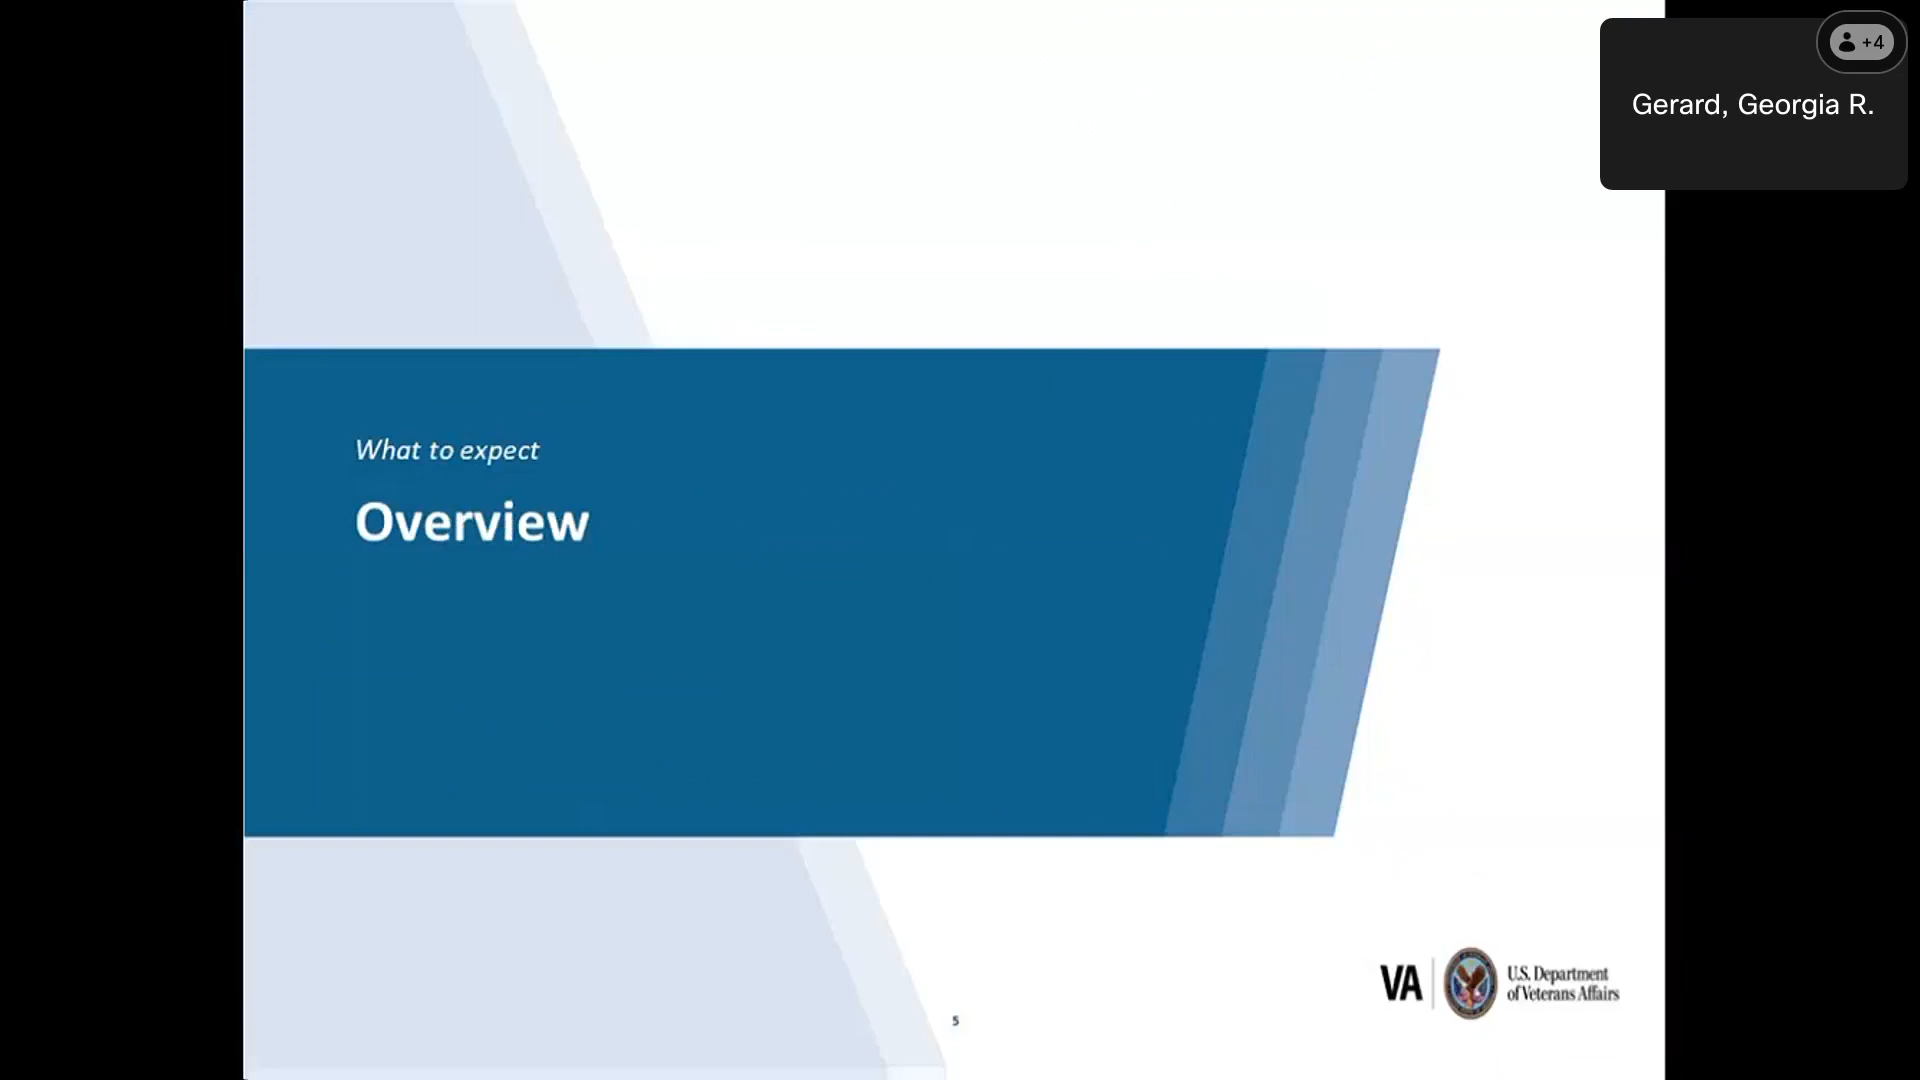 +4
Gerard, Georgia R.
What to expect
Overview
VA
U.S. Department
of Veterans Affairs
5